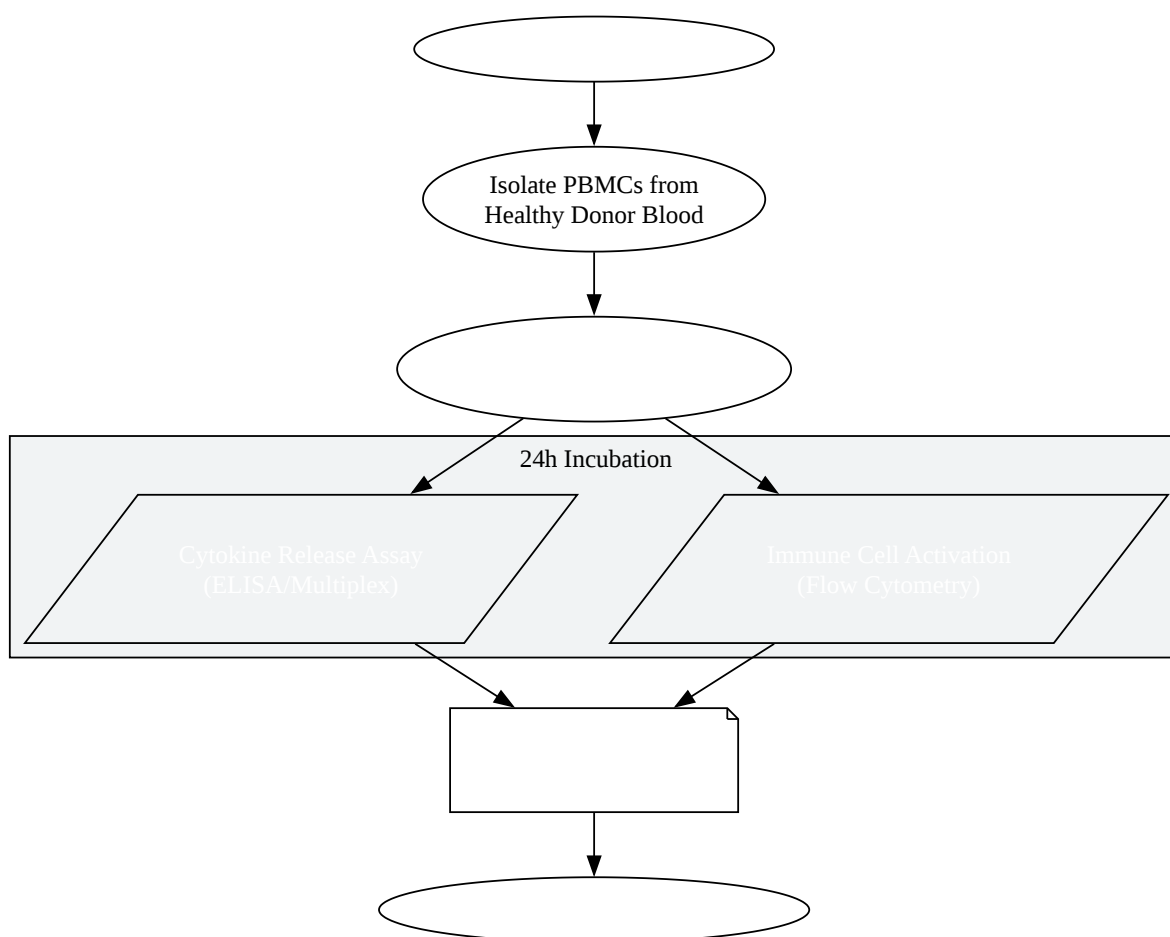 Isolate PBMCs from
Healthy Donor Blood
24h Incubation
Cytokine Release Assay
(ELISA/Multiplex)
Immune Cell Activation
(Flow Cytometry)